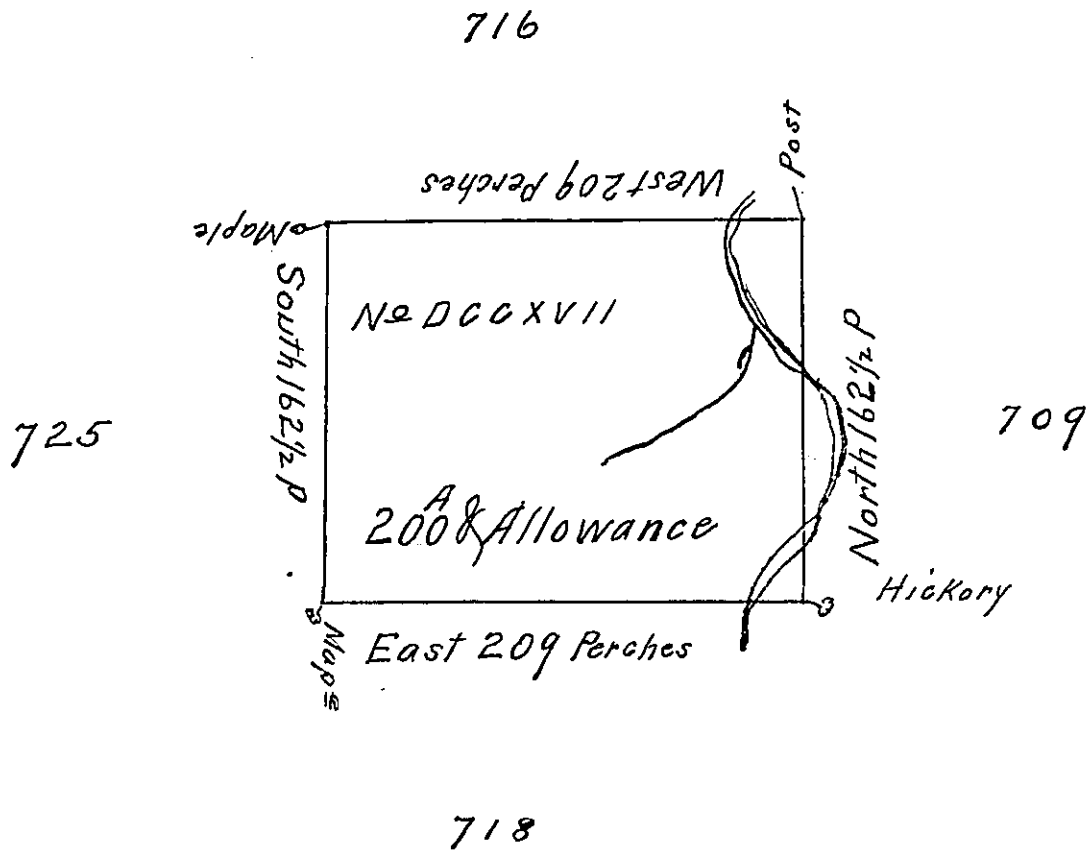 716
Post
West 209 Perches
Maple
South 162½ P
No DCCXVII
North 162½ P
725
709
200A & Allowance
Hickory
Maple
East 209 Perches
718